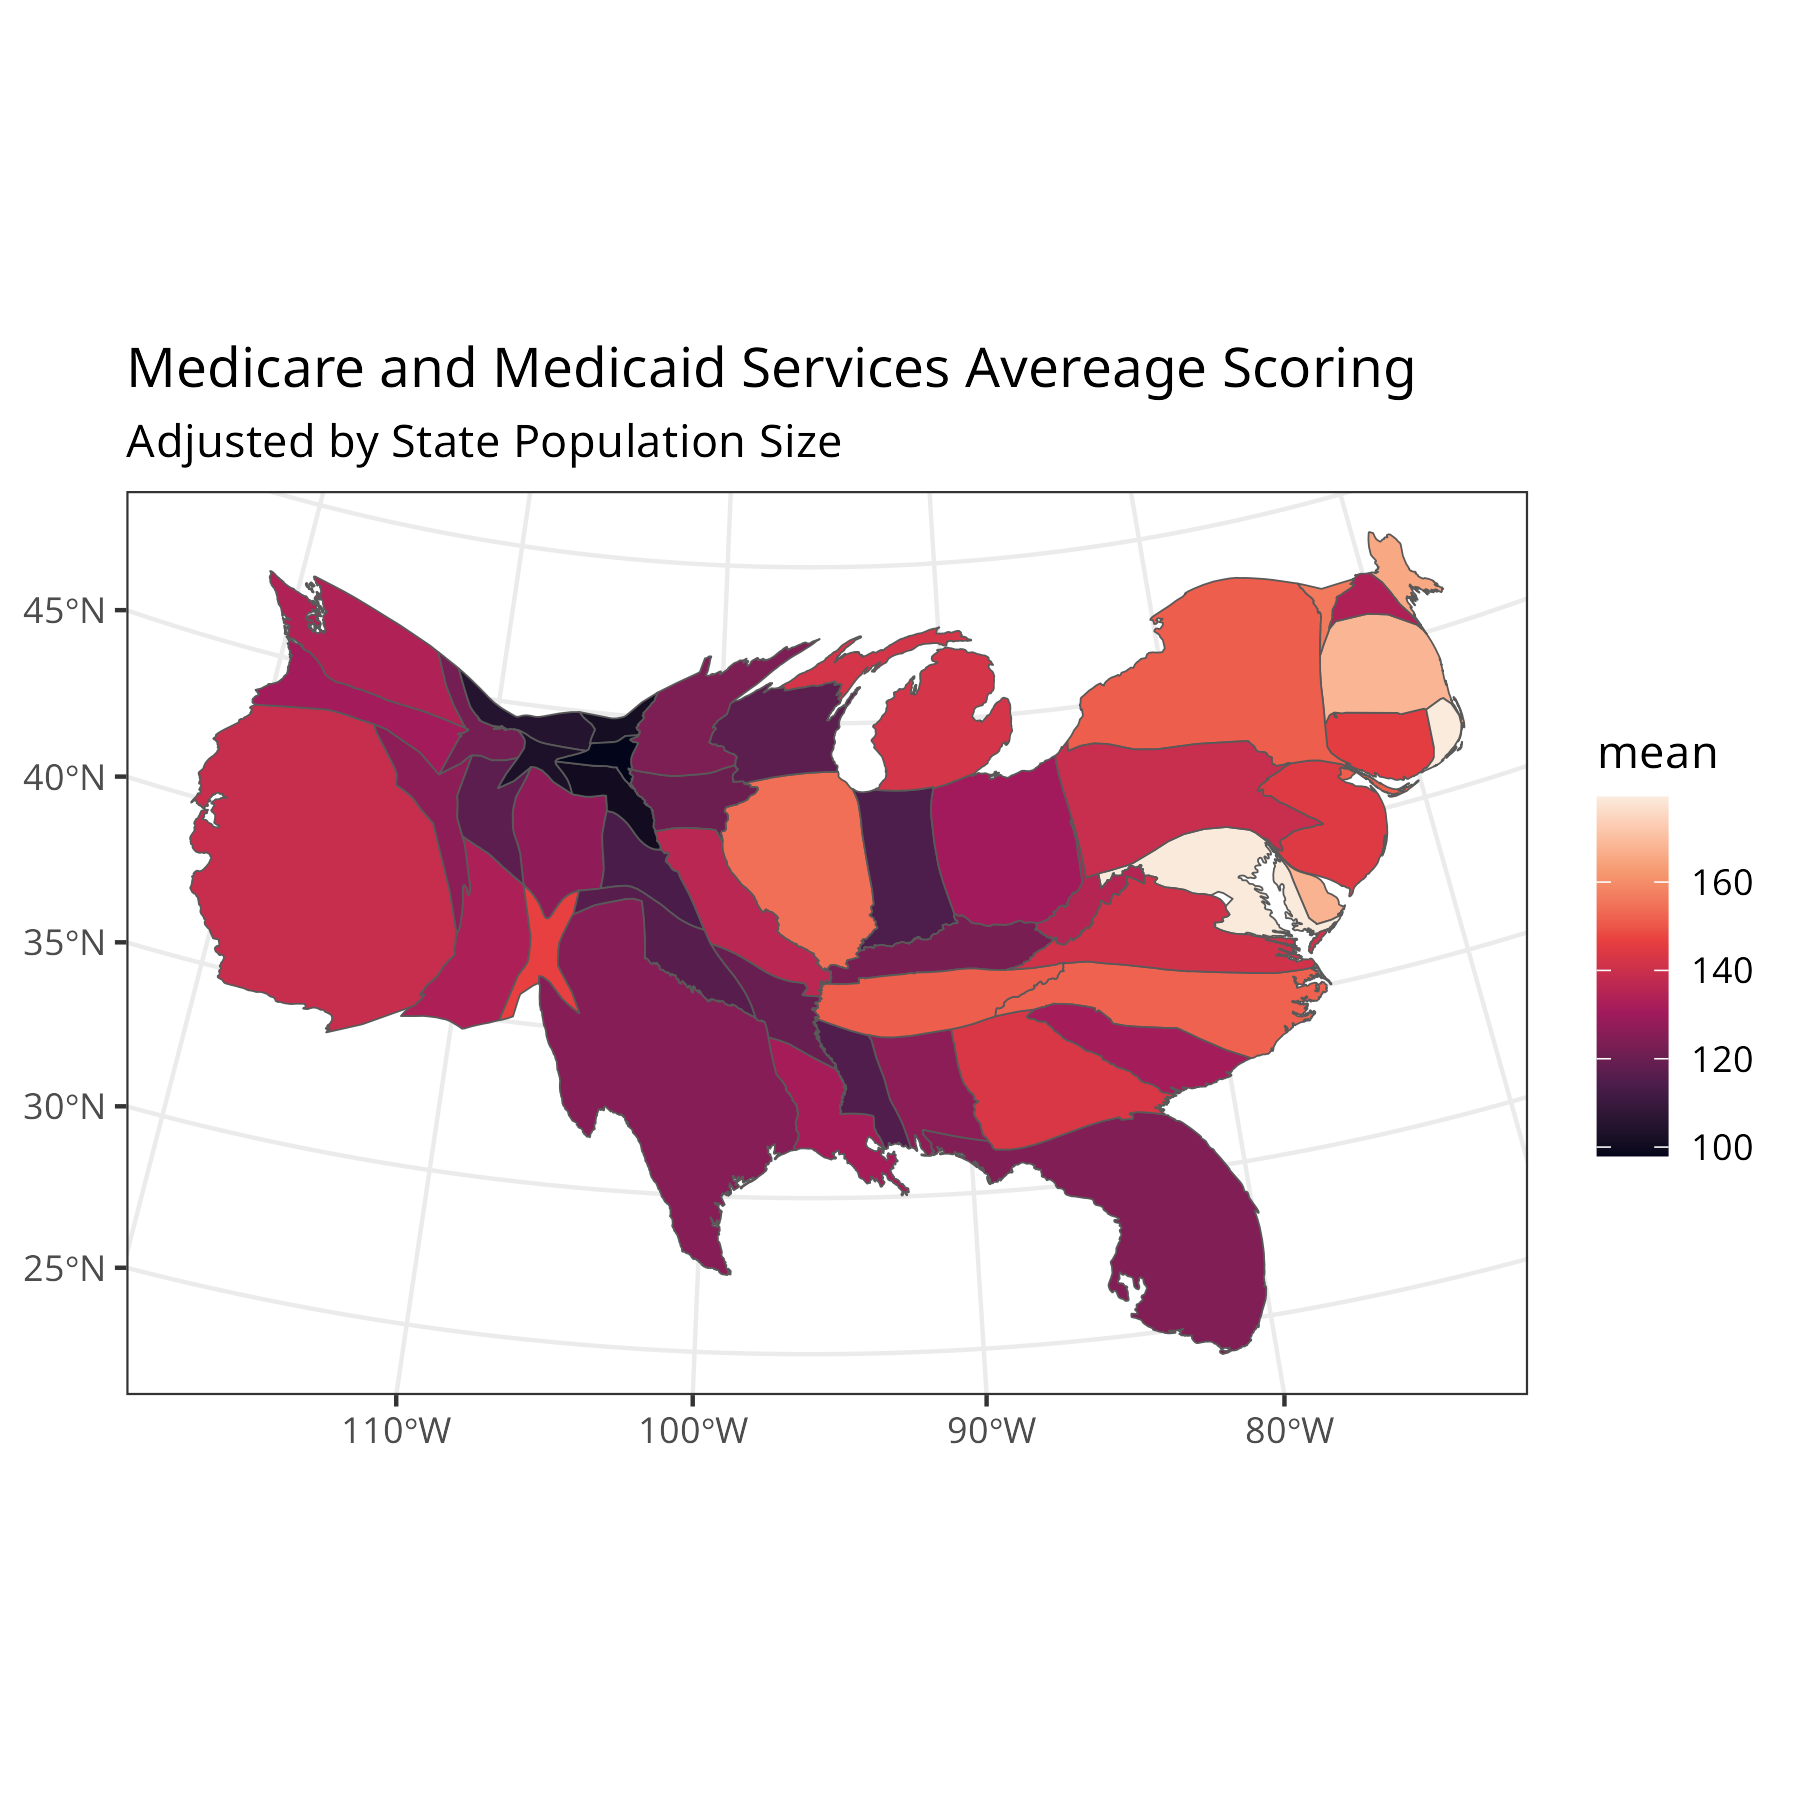 Medicare and Medicaid Services Avereage Scoring
Adjusted by State Population Size
45°N
40°N
35°N
30°N
25°N
110°W
100°W
90°W
80°W
mean
160
140
120
100